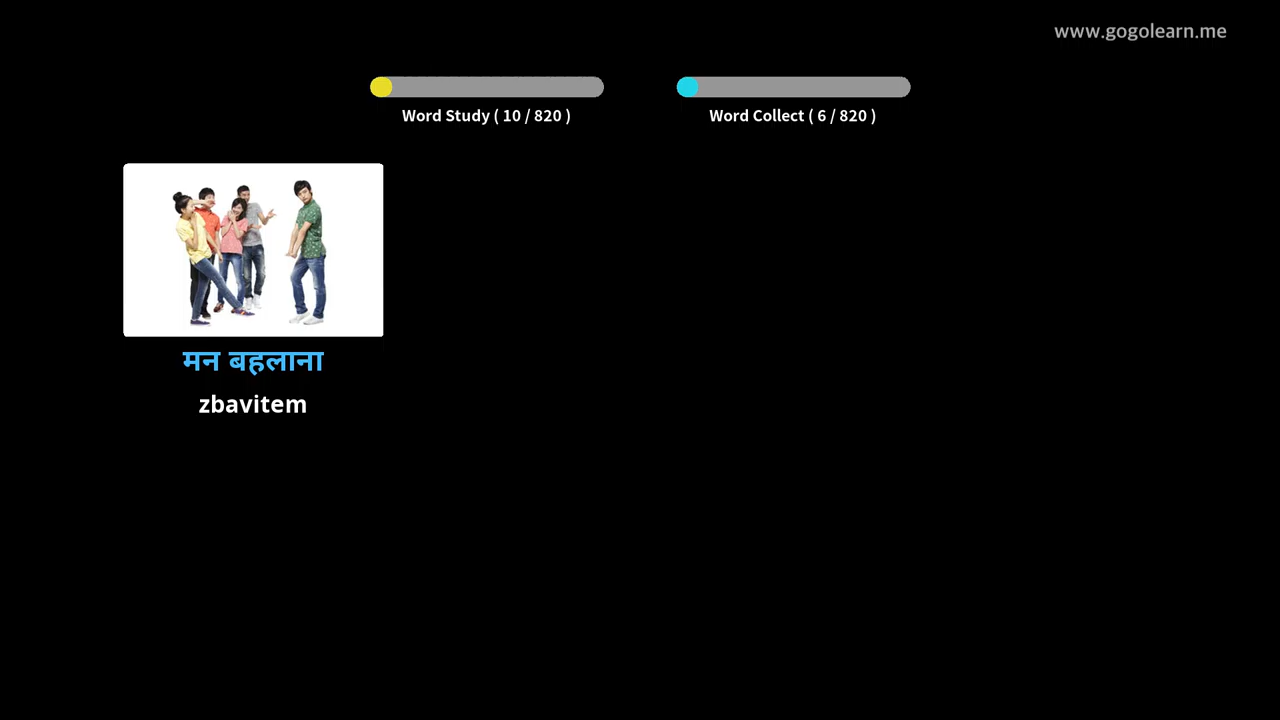 www.gogolearn.me
Word Study ( 10 / 820 )
Word Collect ( 6 / 820 )
मन बहलाना
zbavitem